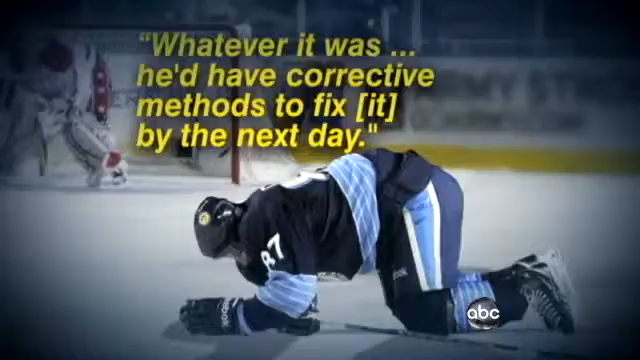 "Whatever it was ...
he'd have corrective
methods to fix [it]
by the next day."
87
abc